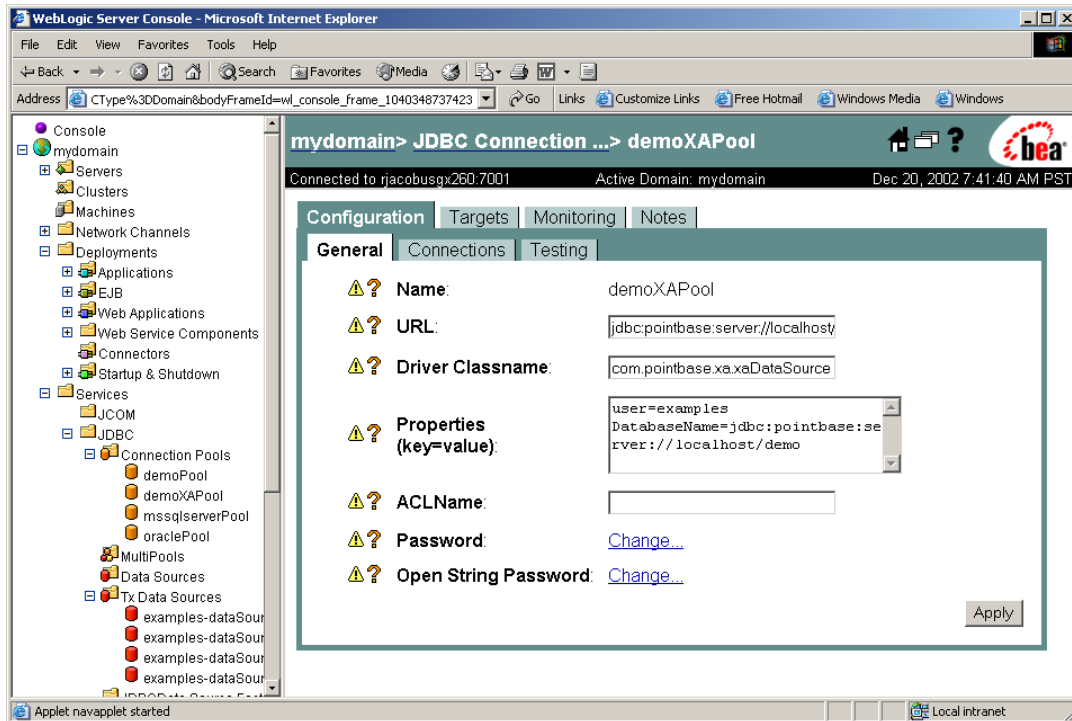 WebLogic Server Console - Microsoft Internet Explorer
File Edit View Favorites Tools Help
Back Search Favorites Media
Address CType%3DDomain&bodyFrameId=wl_console_frame_1040348737423 Go Links Customize Links Free Hotmail Windows Media Windows
Console
mydomain
Servers
Clusters
Machines
Network Channels
Deployments
Applications
EJB
Web Applications
Web Service Components
Connectors
Startup & Shutdown
Services
JCOM
JDBC
Connection Pools
demoPool
demoXAPool
mssqlserverPool
oraclePool
MultiPools
Data Sources
Tx Data Sources
examples-dataSour
examples-dataSour
examples-dataSour
examples-dataSour
mydomain> JDBC Connection ...> demoXAPool
bea
Connected to rjacobusgx260:7001 Active Domain: mydomain Dec 20, 2002 7:41:40 AM PST
Configuration Targets Monitoring Notes
General Connections Testing
Name: demoXAPool
URL: jdbc:pointbase:server://localhost/
Driver Classname: com.pointbase.xa.xaDataSource
Properties
(key=value):
user=examples
DatabaseName=jdbc:pointbase:se
rver://localhost/demo
ACLName:
Password: Change...
Open String Password: Change...
Apply
Applet navapplet started Local intranet